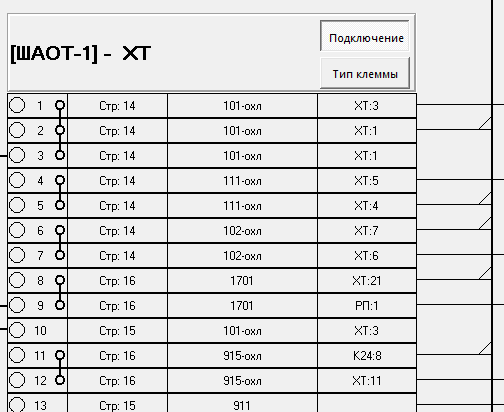 [ШАОТ-1] - ХТ
Подключение
Тип клеммы
1 Стр: 14 101-охл ХТ:3
2 Стр: 14 101-охл ХТ:1
3 Стр: 14 101-охл ХТ:1
4 Стр: 14 111-охл ХТ:5
5 Стр: 14 111-охл ХТ:4
6 Стр: 14 102-охл ХТ:7
7 Стр: 14 102-охл ХТ:6
8 Стр: 16 1701 ХТ:21
9 Стр: 16 1701 РП:1
10 Стр: 15 101-охл ХТ:3
11 Стр: 16 915-охл К24:8
12 Стр: 16 915-охл ХТ:11
13 Стр: 15 911